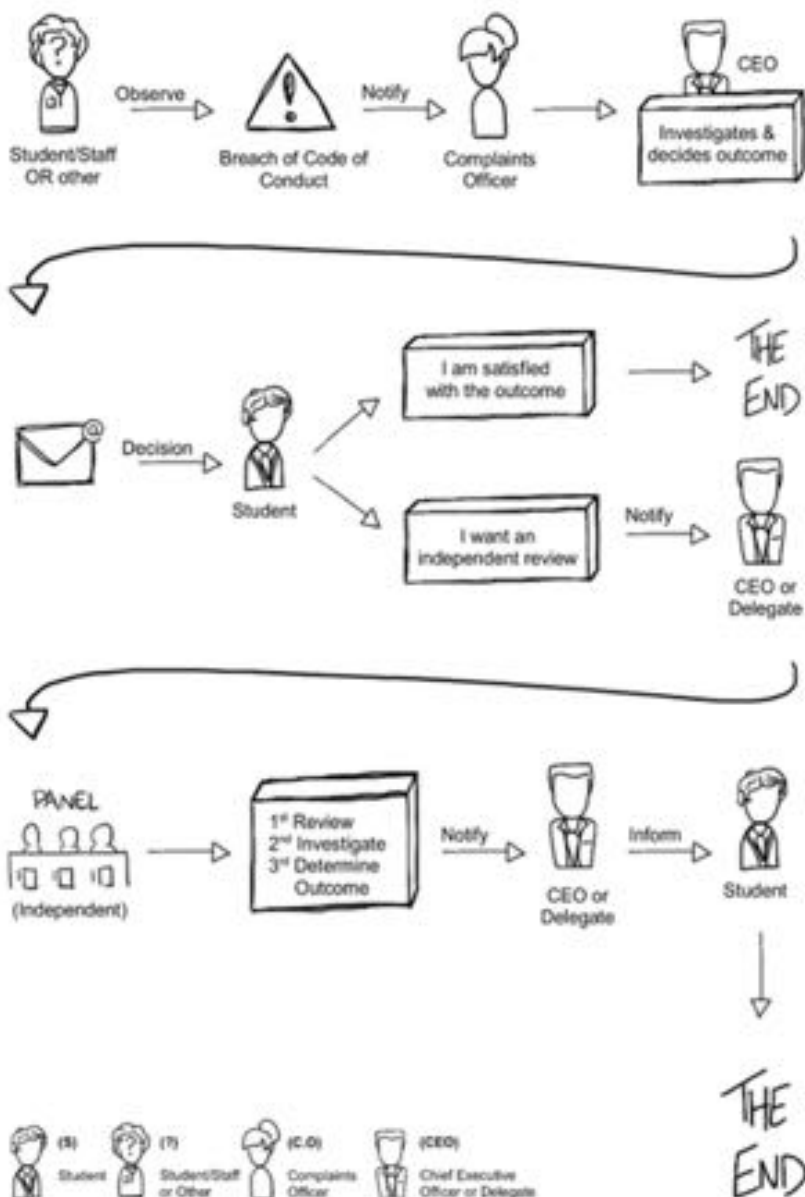 CEO
Observe
Notify
Investigates &
decides outcome
Student/Staff
OR other
Breach of Code of
Conduct
Complaints
Officer
I am satisfied
with the outcome
THE
END
@
Decision
Student
I want an
independent review
Notify
CEO or
Delegate
PANEL
(Independent)
1st Review
2nd Investigate
3rd Determine
Outcome
Notify
CEO or
Delegate
Inform
Student
THE
END
(S)
Student
(?)
Student/Staff
or Other
(C.O)
Complaints
Officer
(CEO)
Chief Executive
Officer or Delegate